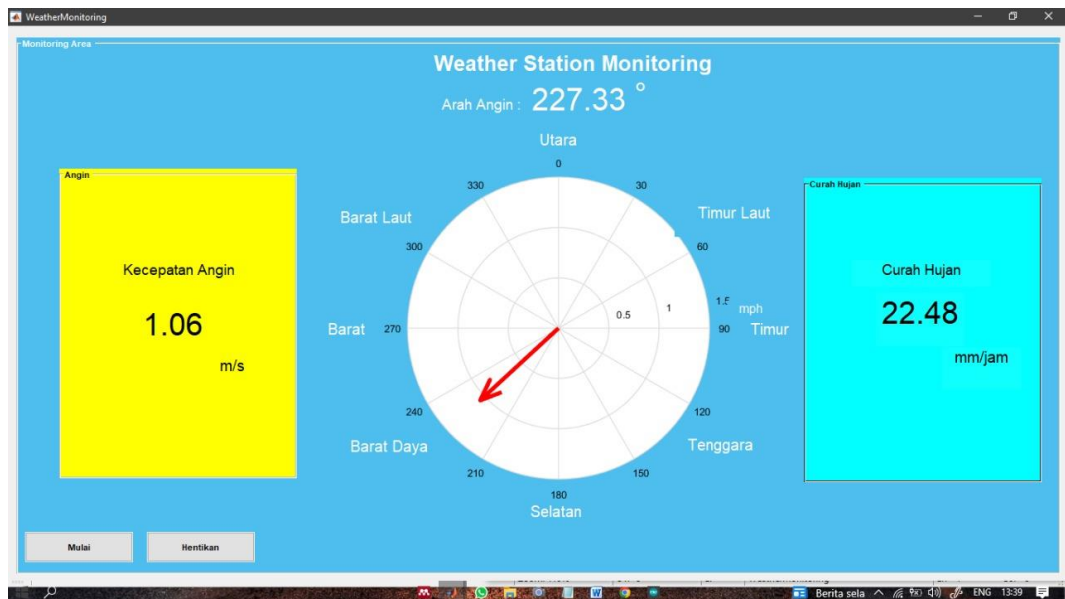 WeatherMonitoring
Monitoring Area
Weather Station Monitoring
Arah Angin : 227.33 °
Utara
0
330
30
Barat Laut
Timur Laut
300
60
1.5
mph
0.5
1
Barat
270
90
Timur
240
120
Barat Daya
Tenggara
210
150
180
Selatan
Angin
Kecepatan Angin
1.06
m/s
Curah Hujan
Curah Hujan
22.48
mm/jam
Mulai
Hentikan
Berita sela
ENG
13:39